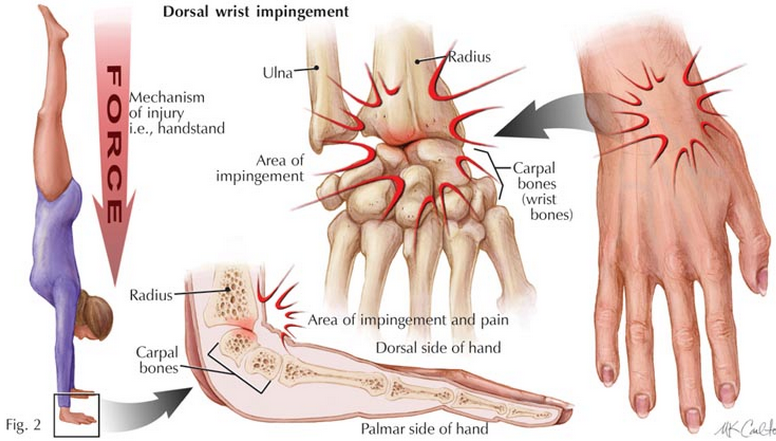 Dorsal wrist impingement
FORCE
Mechanism
of injury
i.e., handstand
Ulna
Radius
Area of
impingement
Carpal
bones
(wrist
bones)
Radius
Carpal
bones
Area of impingement and pain
Dorsal side of hand
Palmar side of hand
Fig. 2